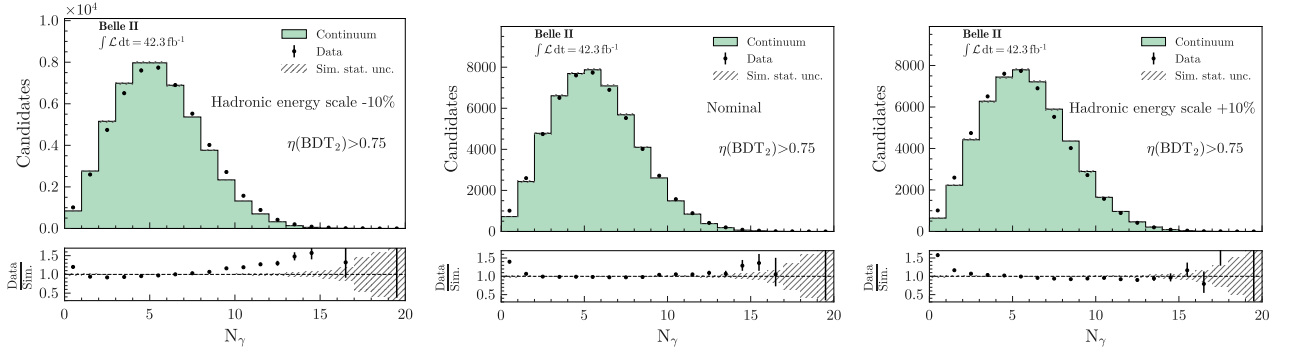 ×10⁴
Belle II
∫ 𝓛 dt = 42.3 fb⁻¹
Continuum
Data
Sim. stat. unc.
Hadronic energy scale -10%
η(BDT₂)>0.75
Candidates
1.0
0.8
0.6
0.4
0.2
0.0
Data
Sim.
1.5
1.0
0.5
0 5 10 15 20
Nγ
Belle II
∫ 𝓛 dt = 42.3 fb⁻¹
Continuum
Data
Sim. stat. unc.
Nominal
η(BDT₂)>0.75
Candidates
8000
6000
4000
2000
0
Data
Sim.
1.5
1.0
0.5
0 5 10 15 20
Nγ
Belle II
∫ 𝓛 dt = 42.3 fb⁻¹
Continuum
Data
Sim. stat. unc.
Hadronic energy scale +10%
η(BDT₂)>0.75
Candidates
8000
6000
4000
2000
0
Data
Sim.
1.5
1.0
0.5
0 5 10 15 20
Nγ